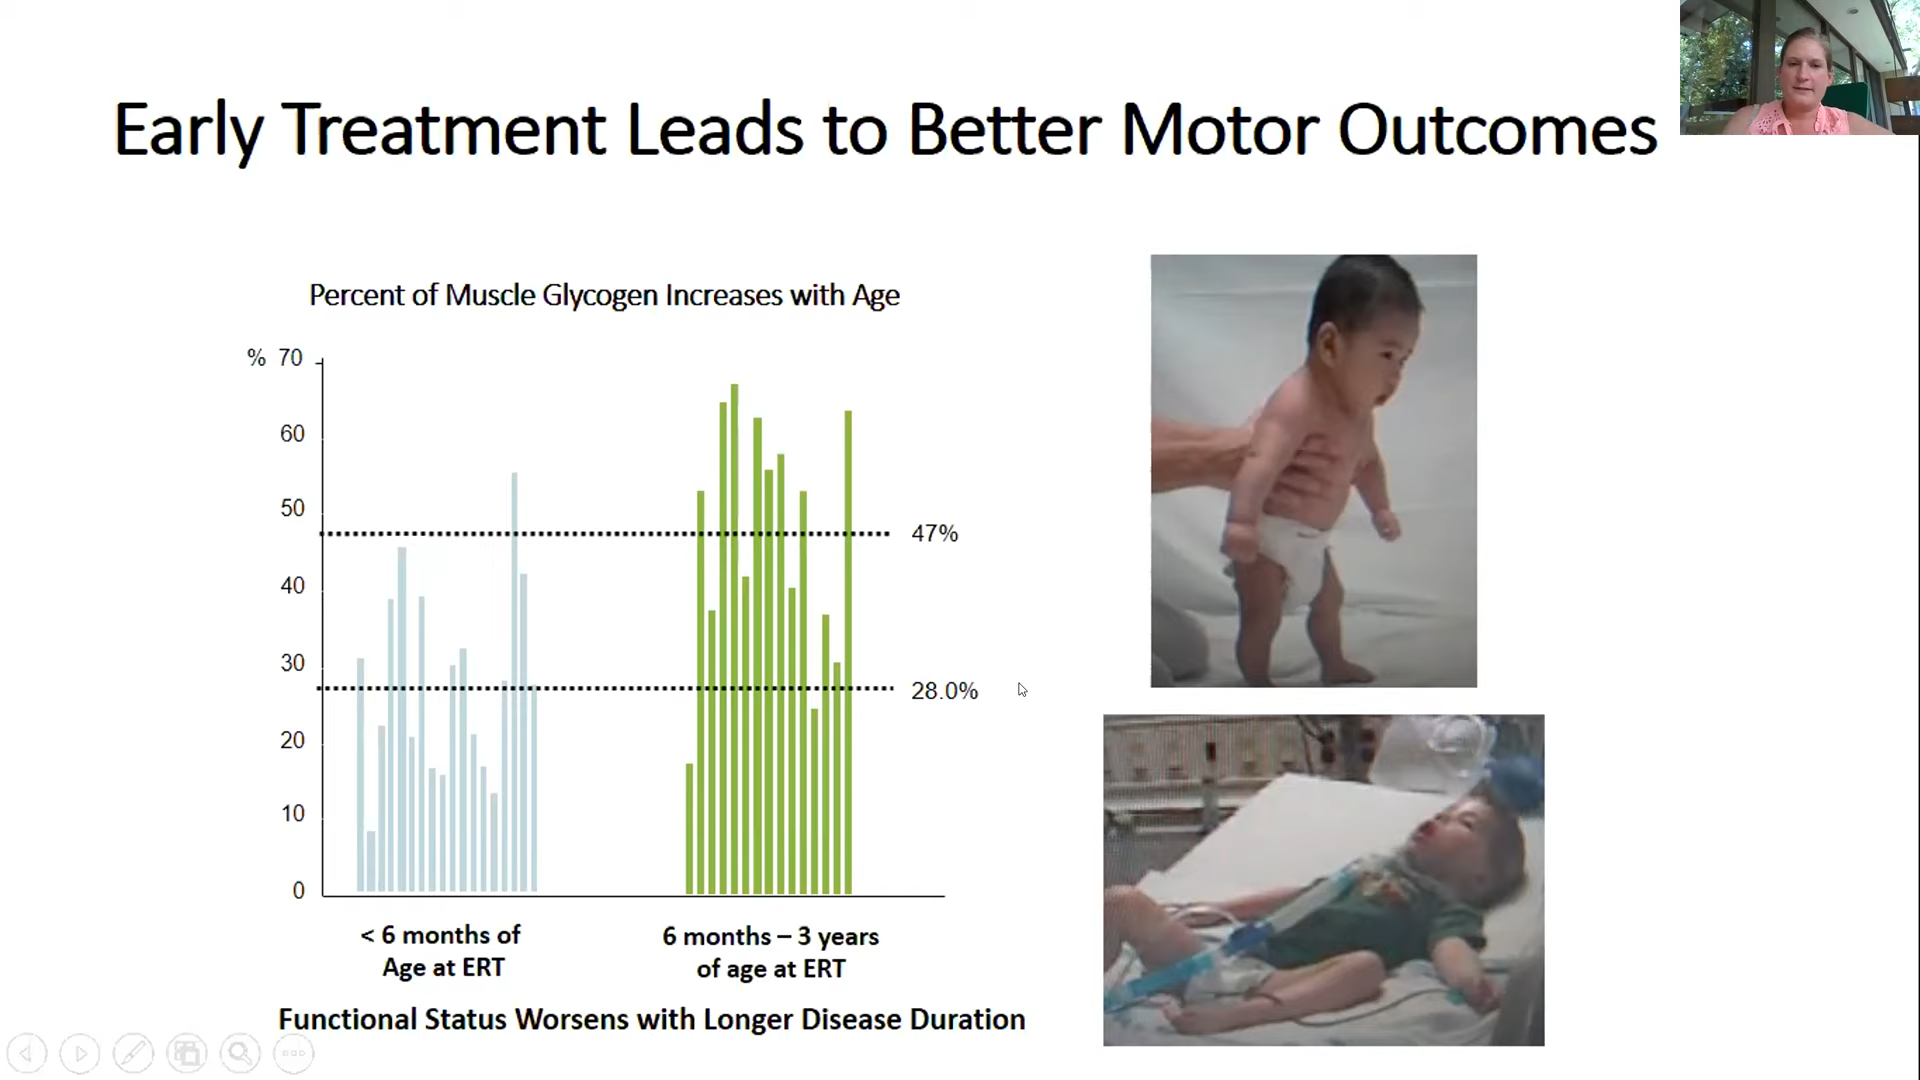 Early Treatment Leads to Better Motor Outcomes
Percent of Muscle Glycogen Increases with Age
% 70
60
50
47%
40
30
28.0%
20
10
0
< 6 months of
Age at ERT
6 months – 3 years
of age at ERT
Functional Status Worsens with Longer Disease Duration